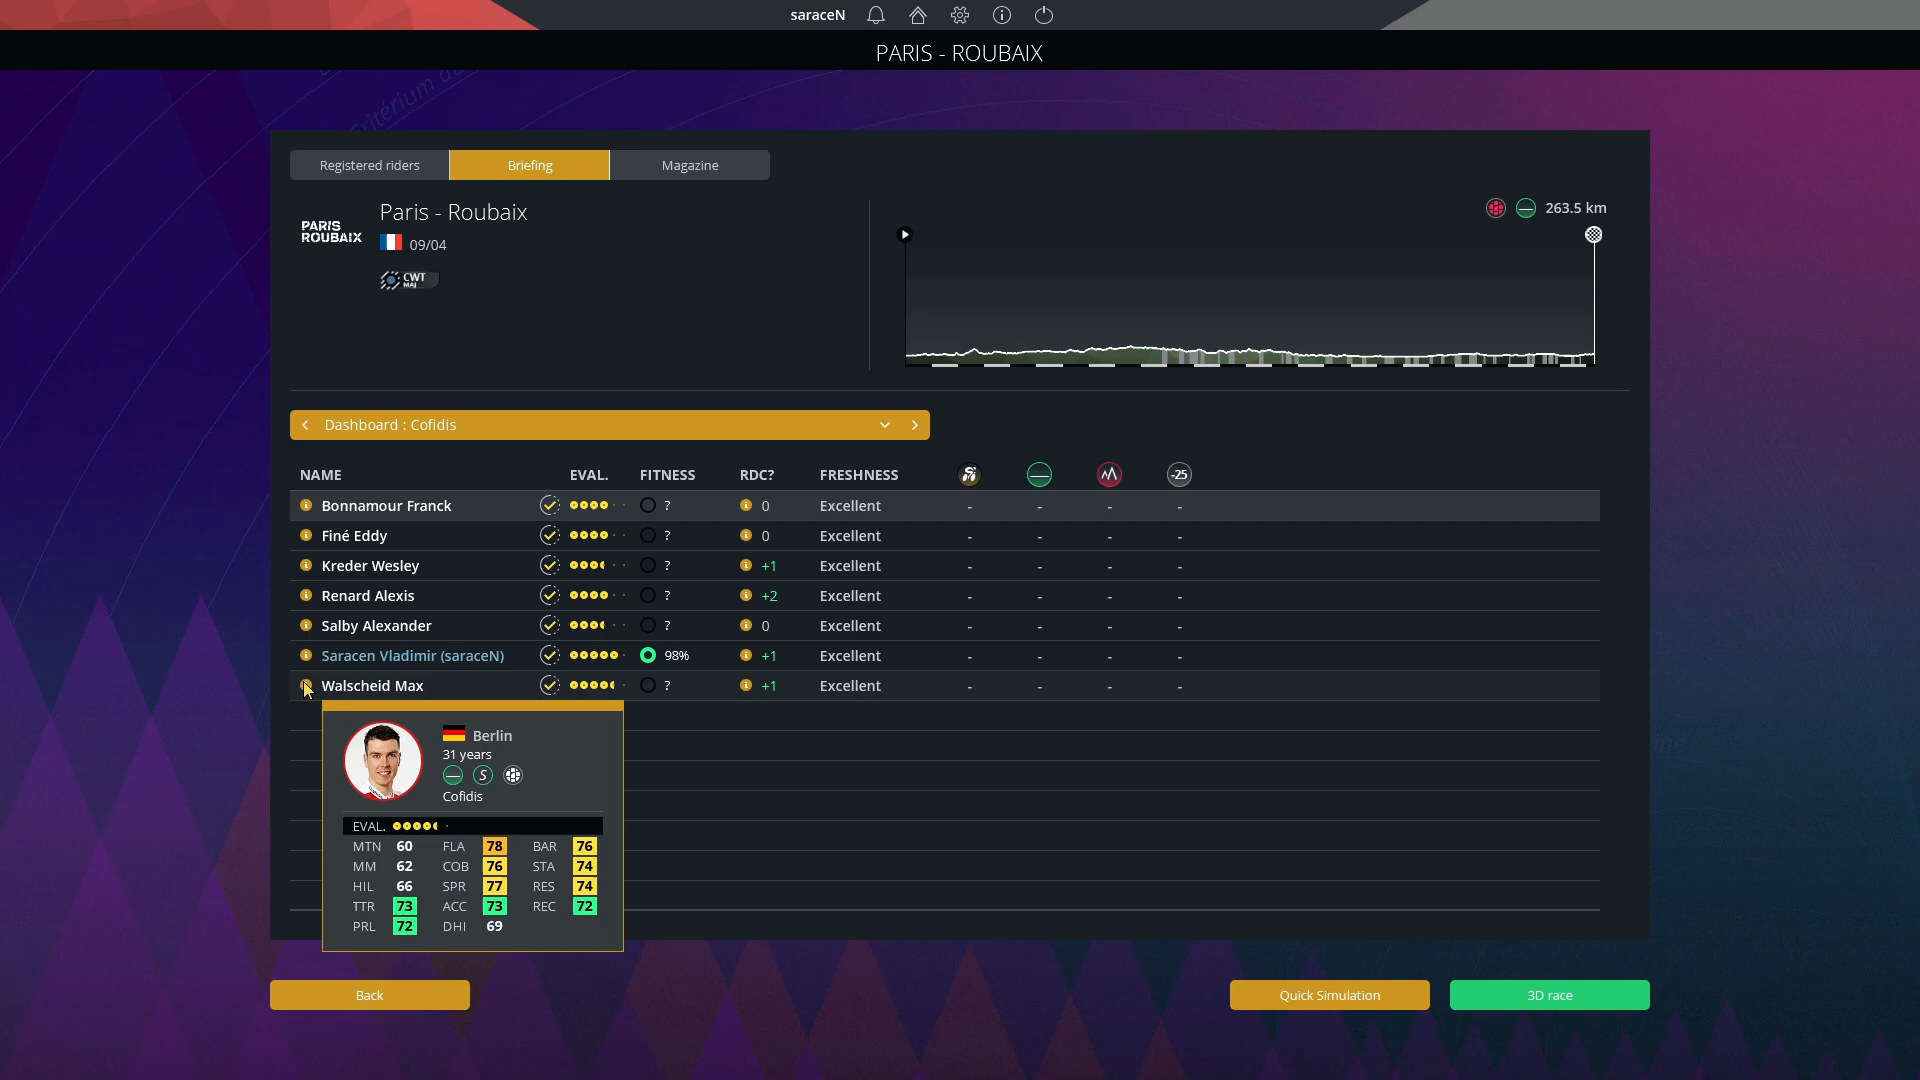 saraceN
PARIS - ROUBAIX
Registered riders
Briefing
Magazine
PARIS
ROUBAIX
Paris - Roubaix
09/04
CWT
MAJ
263.5 km
Dashboard : Cofidis
NAME EVAL. FITNESS RDC? FRESHNESS -25
Bonnamour Franck ? 0 Excellent - - - -
Finé Eddy ? 0 Excellent - - - -
Kreder Wesley ? +1 Excellent - - - -
Renard Alexis ? +2 Excellent - - - -
Salby Alexander ? 0 Excellent - - - -
Saracen Vladimir (saraceN) 98% +1 Excellent - - - -
Walscheid Max ? +1 Excellent - - - -
Berlin
31 years
S
Cofidis
EVAL.
MTN 60 FLA 78 BAR 76
MM 62 COB 76 STA 74
HIL 66 SPR 77 RES 74
TTR 73 ACC 73 REC 72
PRL 72 DHI 69
Back
Quick Simulation
3D race